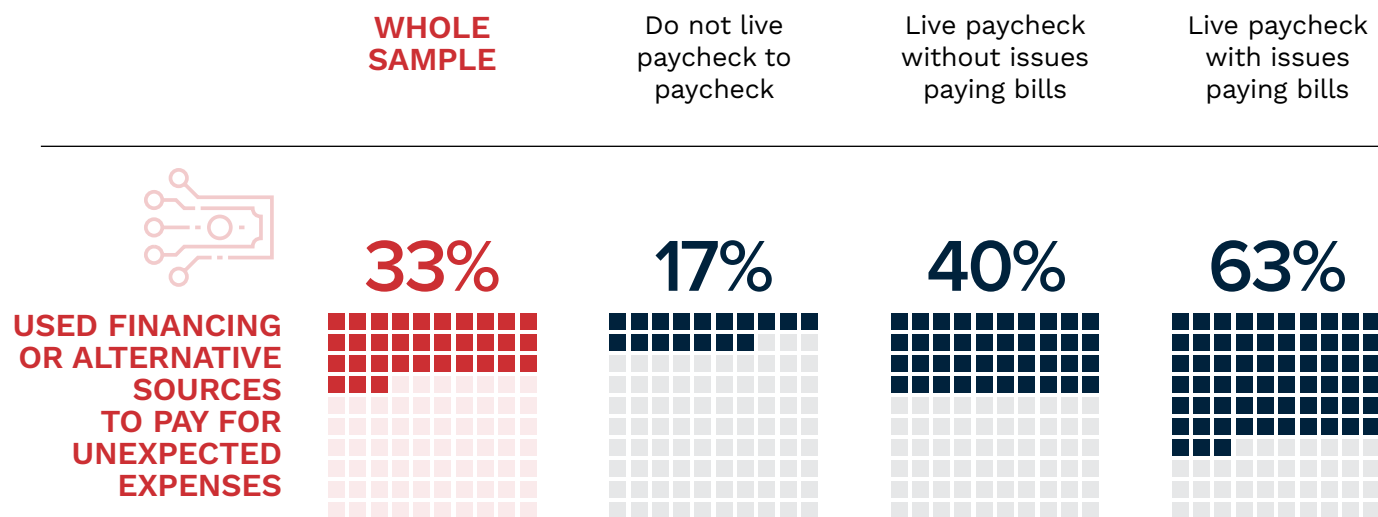 WHOLE
SAMPLE
Do not live
paycheck to
paycheck
Live paycheck
without issues
paying bills
Live paycheck
with issues
paying bills
USED FINANCING
OR ALTERNATIVE
SOURCES
TO PAY FOR
UNEXPECTED
EXPENSES
33%
17%
40%
63%